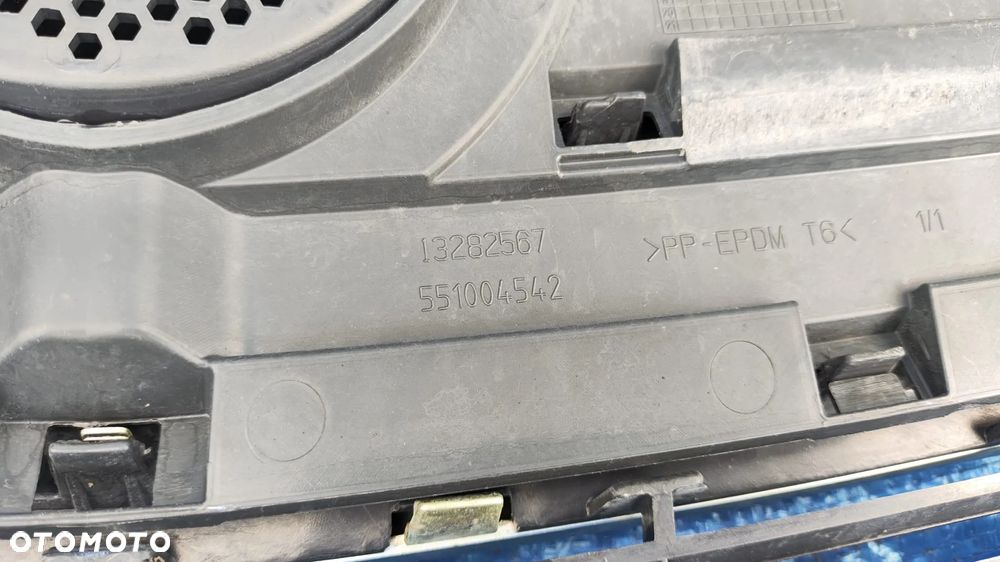 13282567
551004542
>PP-EPDM T6<
1/1
OTOMOTO